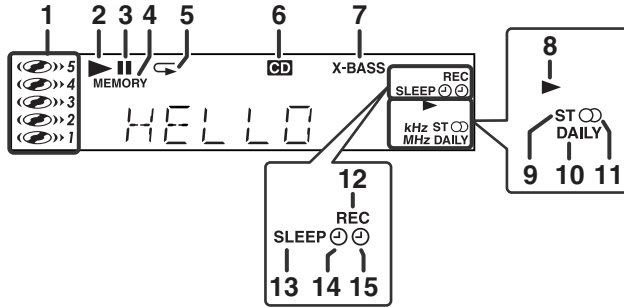 1 2 3 4 5 6 7
5
4
3
2
1
MEMORY
CD
X-BASS
REC
SLEEP
HELLO
kHz ST
MHz DAILY
8
ST
DAILY
9 10 11
12
REC
SLEEP
13 14 15